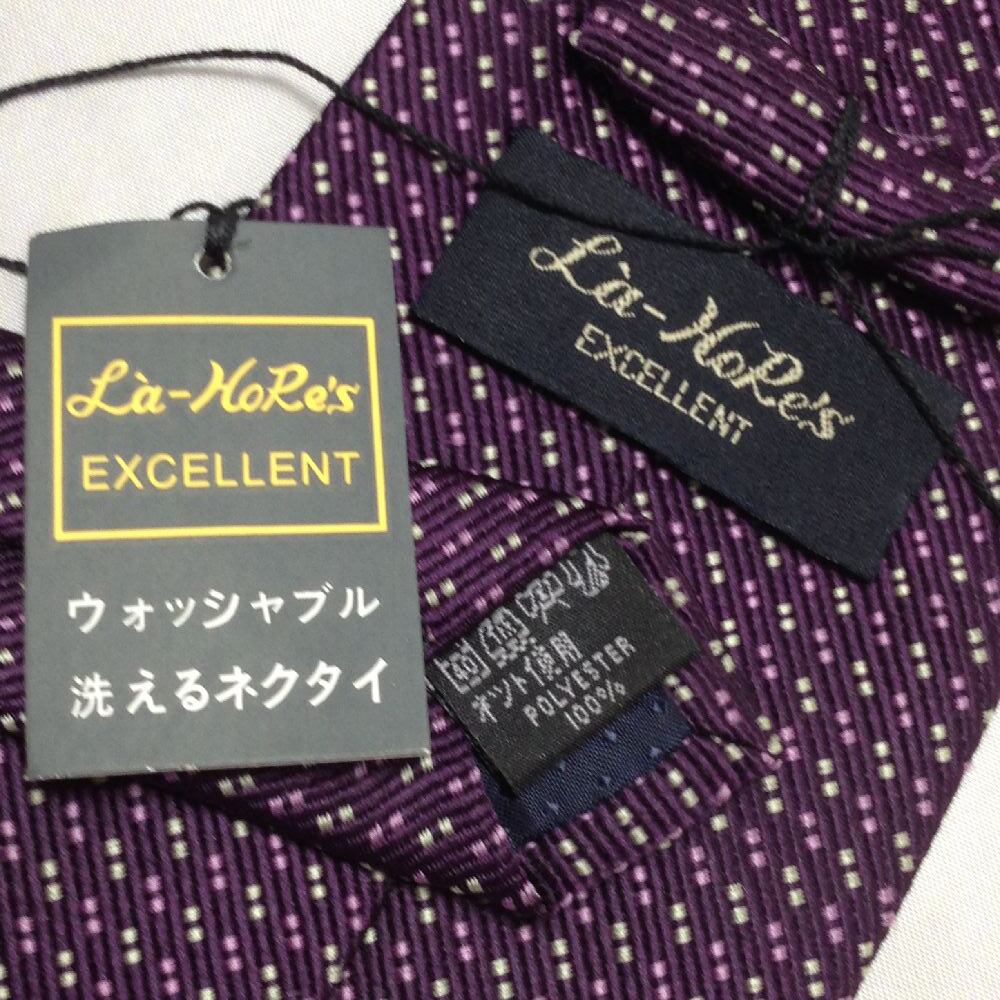 Là-HoRe's
EXCELLENT
ウォッシャブル
洗えるネクタイ
Là-HoRe's
EXCELLENT
ネット使用
POLYESTER
100%